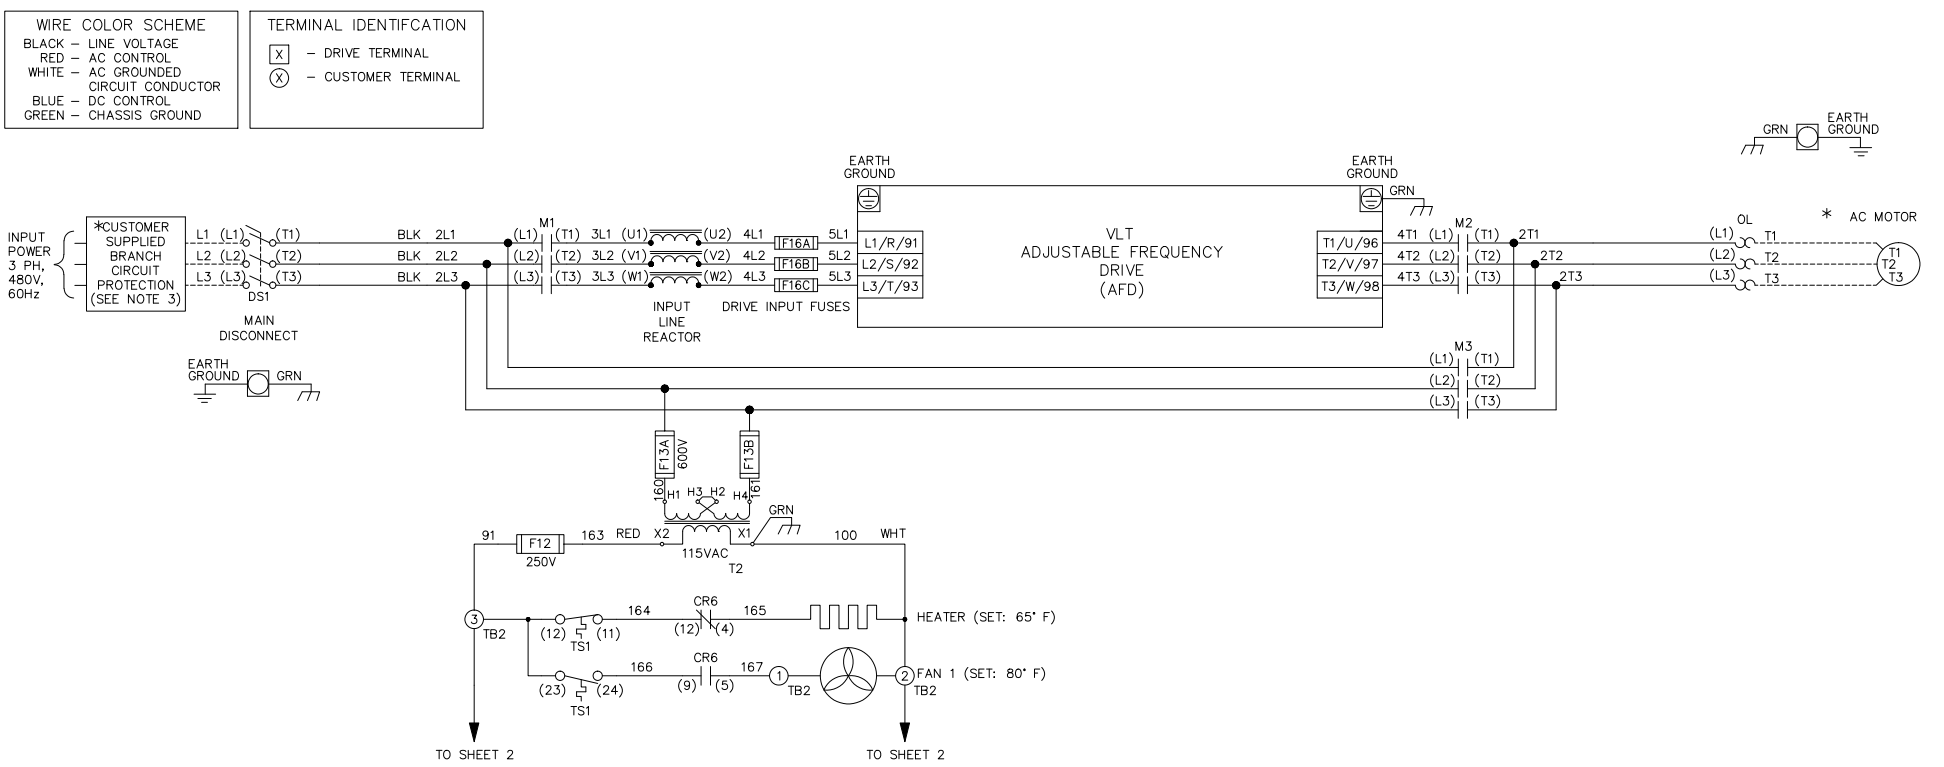 WIRE COLOR SCHEME
BLACK – LINE VOLTAGE
RED – AC CONTROL
WHITE – AC GROUNDED
CIRCUIT CONDUCTOR
BLUE – DC CONTROL
GREEN – CHASSIS GROUND
TERMINAL IDENTIFCATION
X – DRIVE TERMINAL
X – CUSTOMER TERMINAL
GRN
EARTH
GROUND
EARTH
GROUND
EARTH
GROUND
GRN
INPUT
POWER
3 PH,
480V,
60Hz
*CUSTOMER
SUPPLIED
BRANCH
CIRCUIT
PROTECTION
(SEE NOTE 3)
M1
L1 (L1) (T1) BLK 2L1 (L1) (T1) 3L1 (U1) (U2) 4L1 F16A 5L1 L1/R/91
L2 (L2) (T2) BLK 2L2 (L2) (T2) 3L2 (V1) (V2) 4L2 F16B 5L2 L2/S/92
L3 (L3) (T3) BLK 2L3 (L3) (T3) 3L3 (W1) (W2) 4L3 F16C 5L3 L3/T/93
DS1
MAIN
DISCONNECT
INPUT
LINE
REACTOR
DRIVE INPUT FUSES
VLT
ADJUSTABLE FREQUENCY
DRIVE
(AFD)
M2
OL
* AC MOTOR
T1/U/96 4T1 (L1) (T1) 2T1 (L1) T1 T1
T2/V/97 4T2 (L2) (T2) 2T2 (L2) T2 T2
T3/W/98 4T3 (L3) (T3) 2T3 (L3) T3 T3
M3
(L1) (T1)
(L2) (T2)
(L3) (T3)
EARTH
GROUND
GRN
F13A
600V
F13B
160
161
H1 H3 H2 H4
GRN
91 F12 163 RED X2 X1 100 WHT
250V
115VAC
T2
3
TB2
CR6
164 165
(12) (11) (12) (4)
TS1
HEATER (SET: 65° F)
CR6
166 167 1 2 FAN 1 (SET: 80° F)
(23) (24) (9) (5) TB2 TB2
TS1
TO SHEET 2
TO SHEET 2